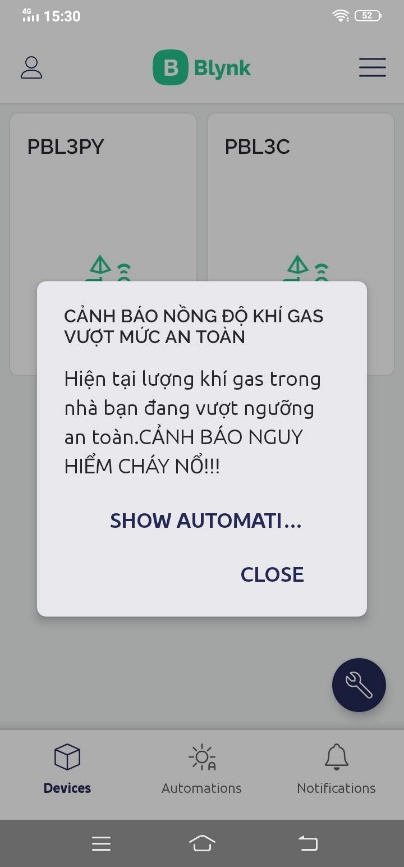 4G 15:30 52
B Blynk
PBL3PY PBL3C
CẢNH BÁO NỒNG ĐỘ KHÍ GAS
VƯỢT MỨC AN TOÀN
Hiện tại lượng khí gas trong
nhà bạn đang vượt ngưỡng
an toàn.CẢNH BÁO NGUY
HIỂM CHÁY NỔ!!!
SHOW AUTOMATI...
CLOSE
Devices Automations Notifications